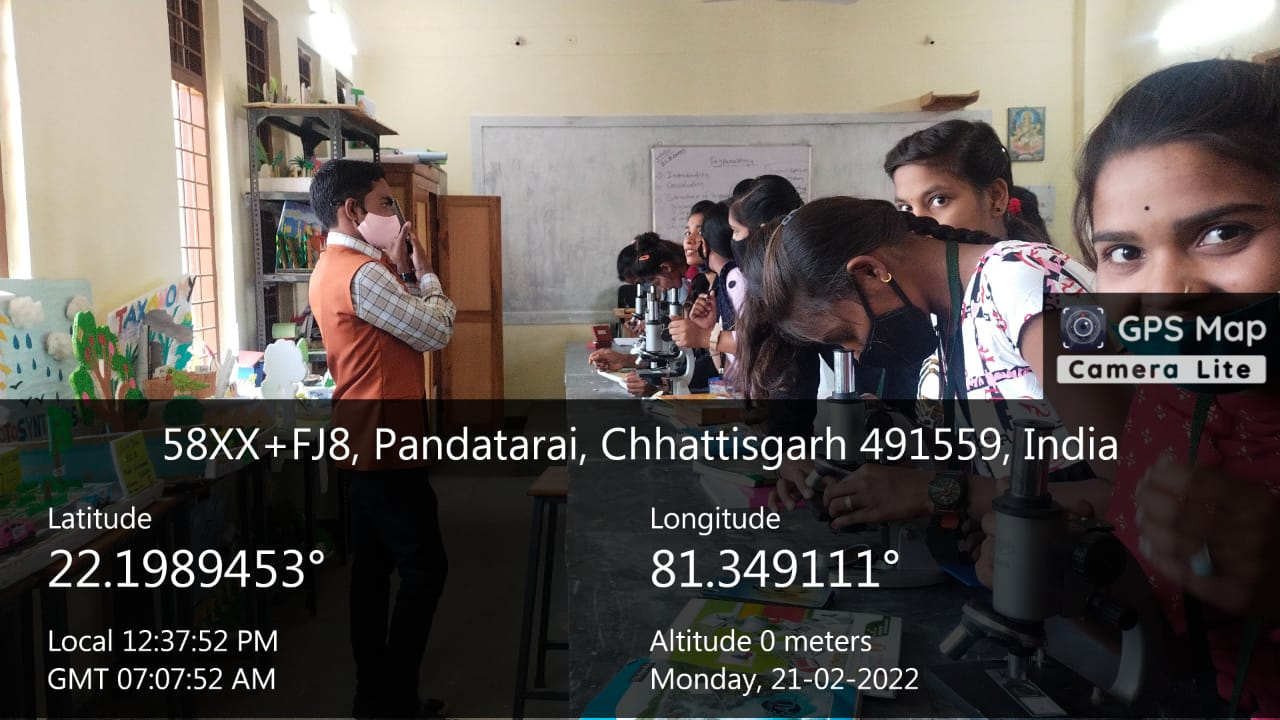 TAXONOMY
GPS Map
Camera Lite
58XX+FJ8, Pandatarai, Chhattisgarh 491559, India
Latitude
22.1989453°
Longitude
81.349111°
Local 12:37:52 PM
GMT 07:07:52 AM
Altitude 0 meters
Monday, 21-02-2022